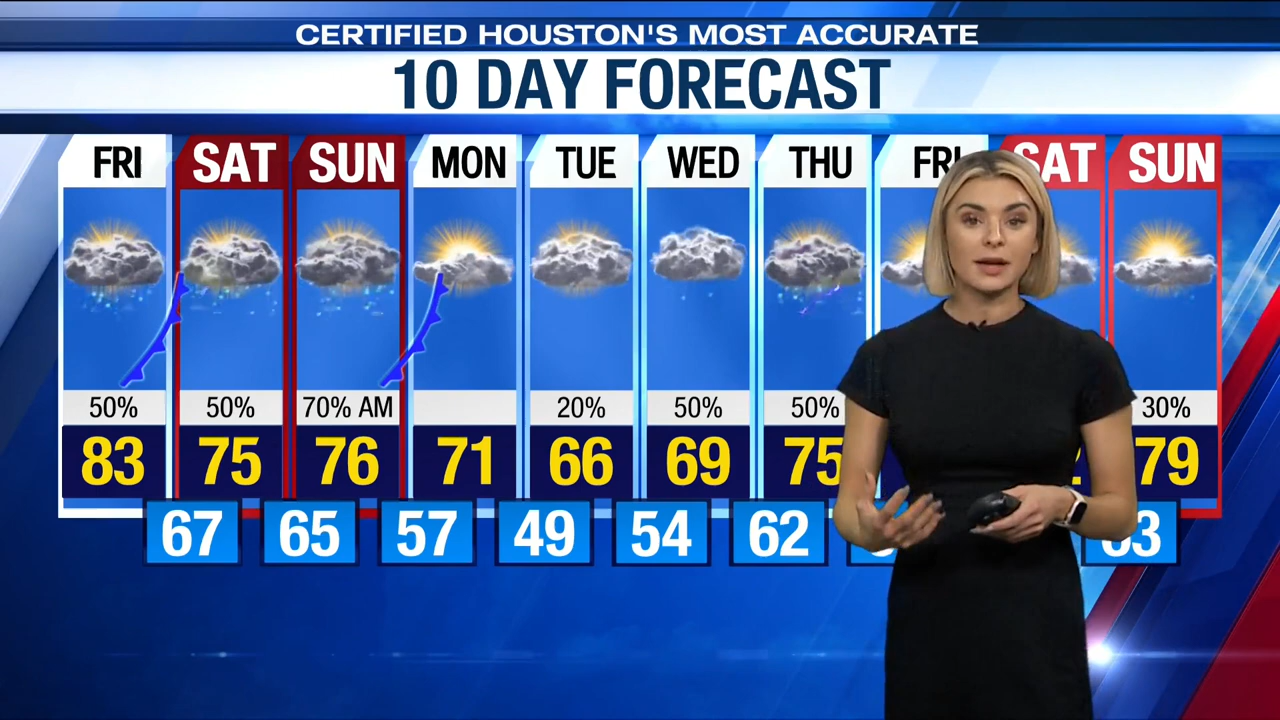 CERTIFIED HOUSTON'S MOST ACCURATE
10 DAY FORECAST
FRI SAT SUN MON TUE WED THU FRI SAT SUN
50% 50% 70% AM 20% 50% 50% 30%
83 75 76 71 66 69 75 79
67 65 57 49 54 62